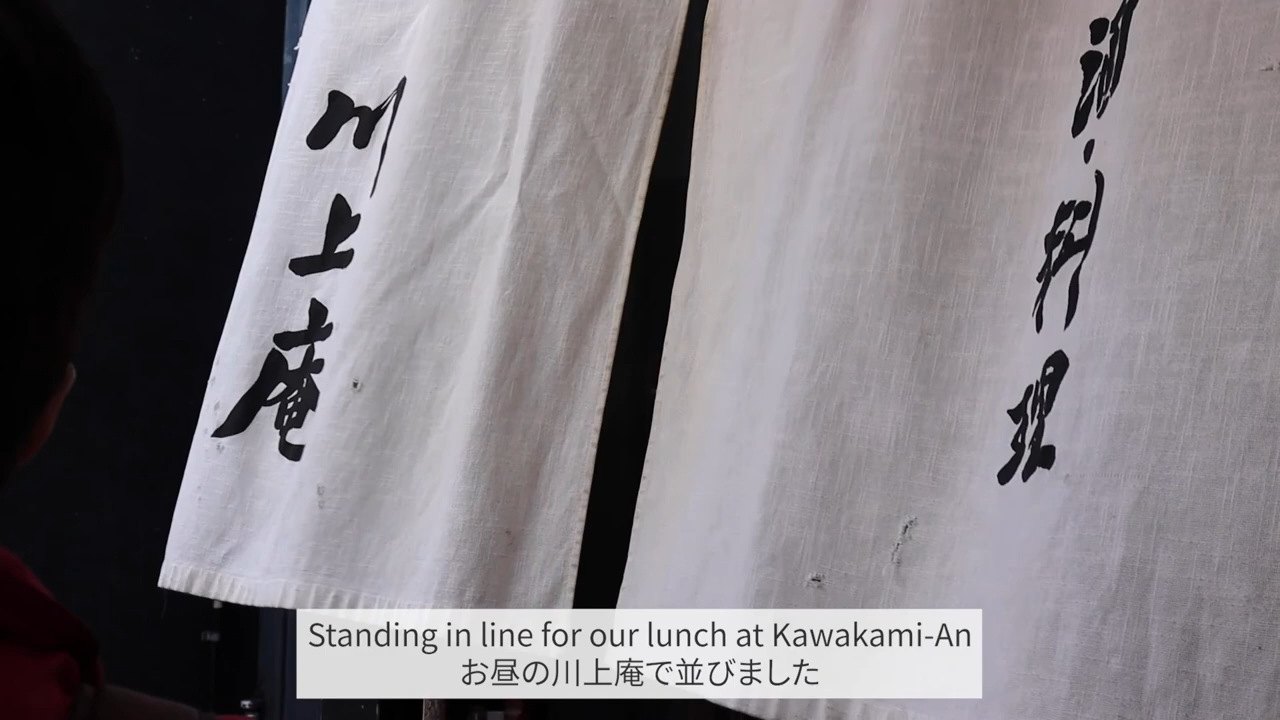 川上庵
酒・料理
Standing in line for our lunch at Kawakami-An
お昼の川上庵で並びました